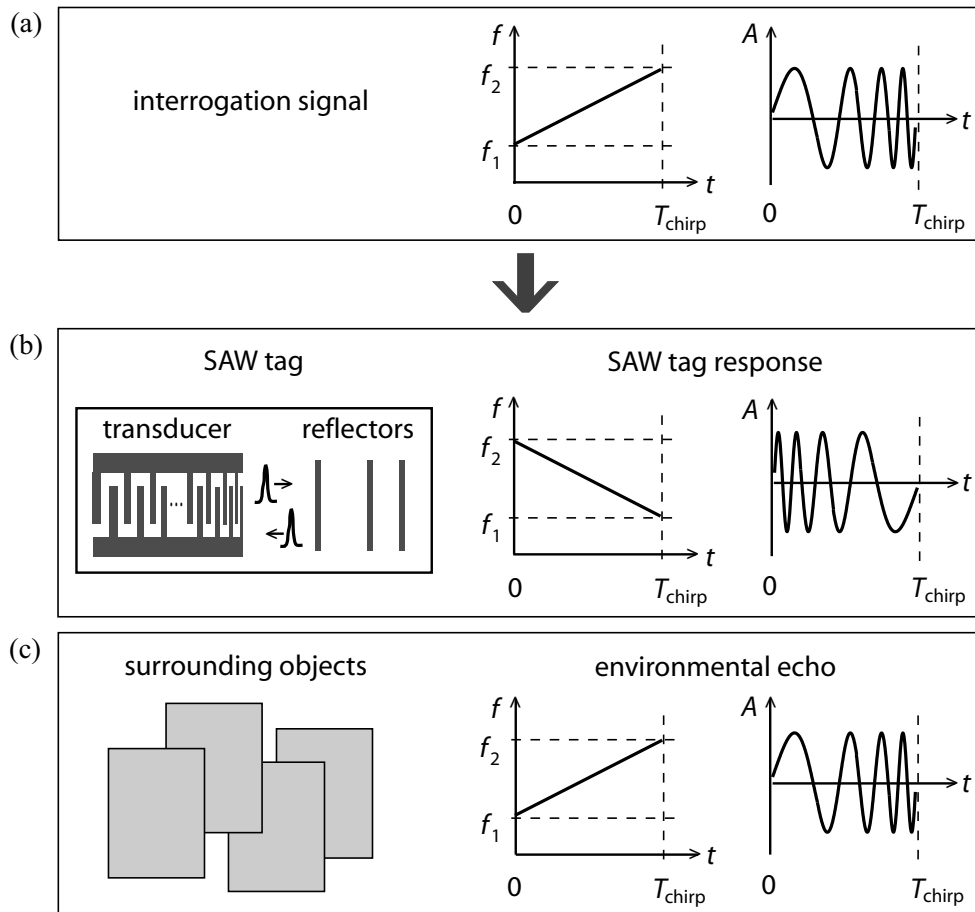 (a)
interrogation signal
f
f2
f1
0
Tchirp
t
A
0
Tchirp
t
(b)
SAW tag
transducer
reflectors
...
SAW tag response
f
f2
f1
0
Tchirp
t
A
0
Tchirp
t
(c)
surrounding objects
environmental echo
f
f2
f1
0
Tchirp
t
A
0
Tchirp
t